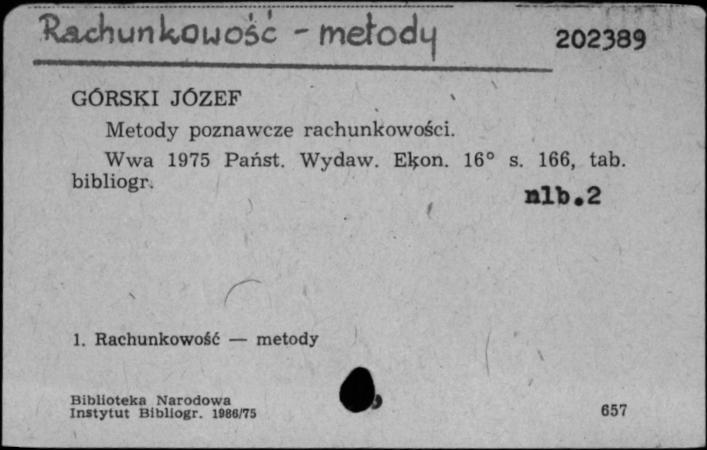 Rachunkowość - metody 202389
GÓRSKI JÓZEF
Metody poznawcze rachunkowości.
Wwa 1975 Państ. Wydaw. Ekon. 16° s. 166, tab.
bibliogr.
nlb.2
1. Rachunkowość — metody
Biblioteka Narodowa
Instytut Bibliogr. 1986/75
657